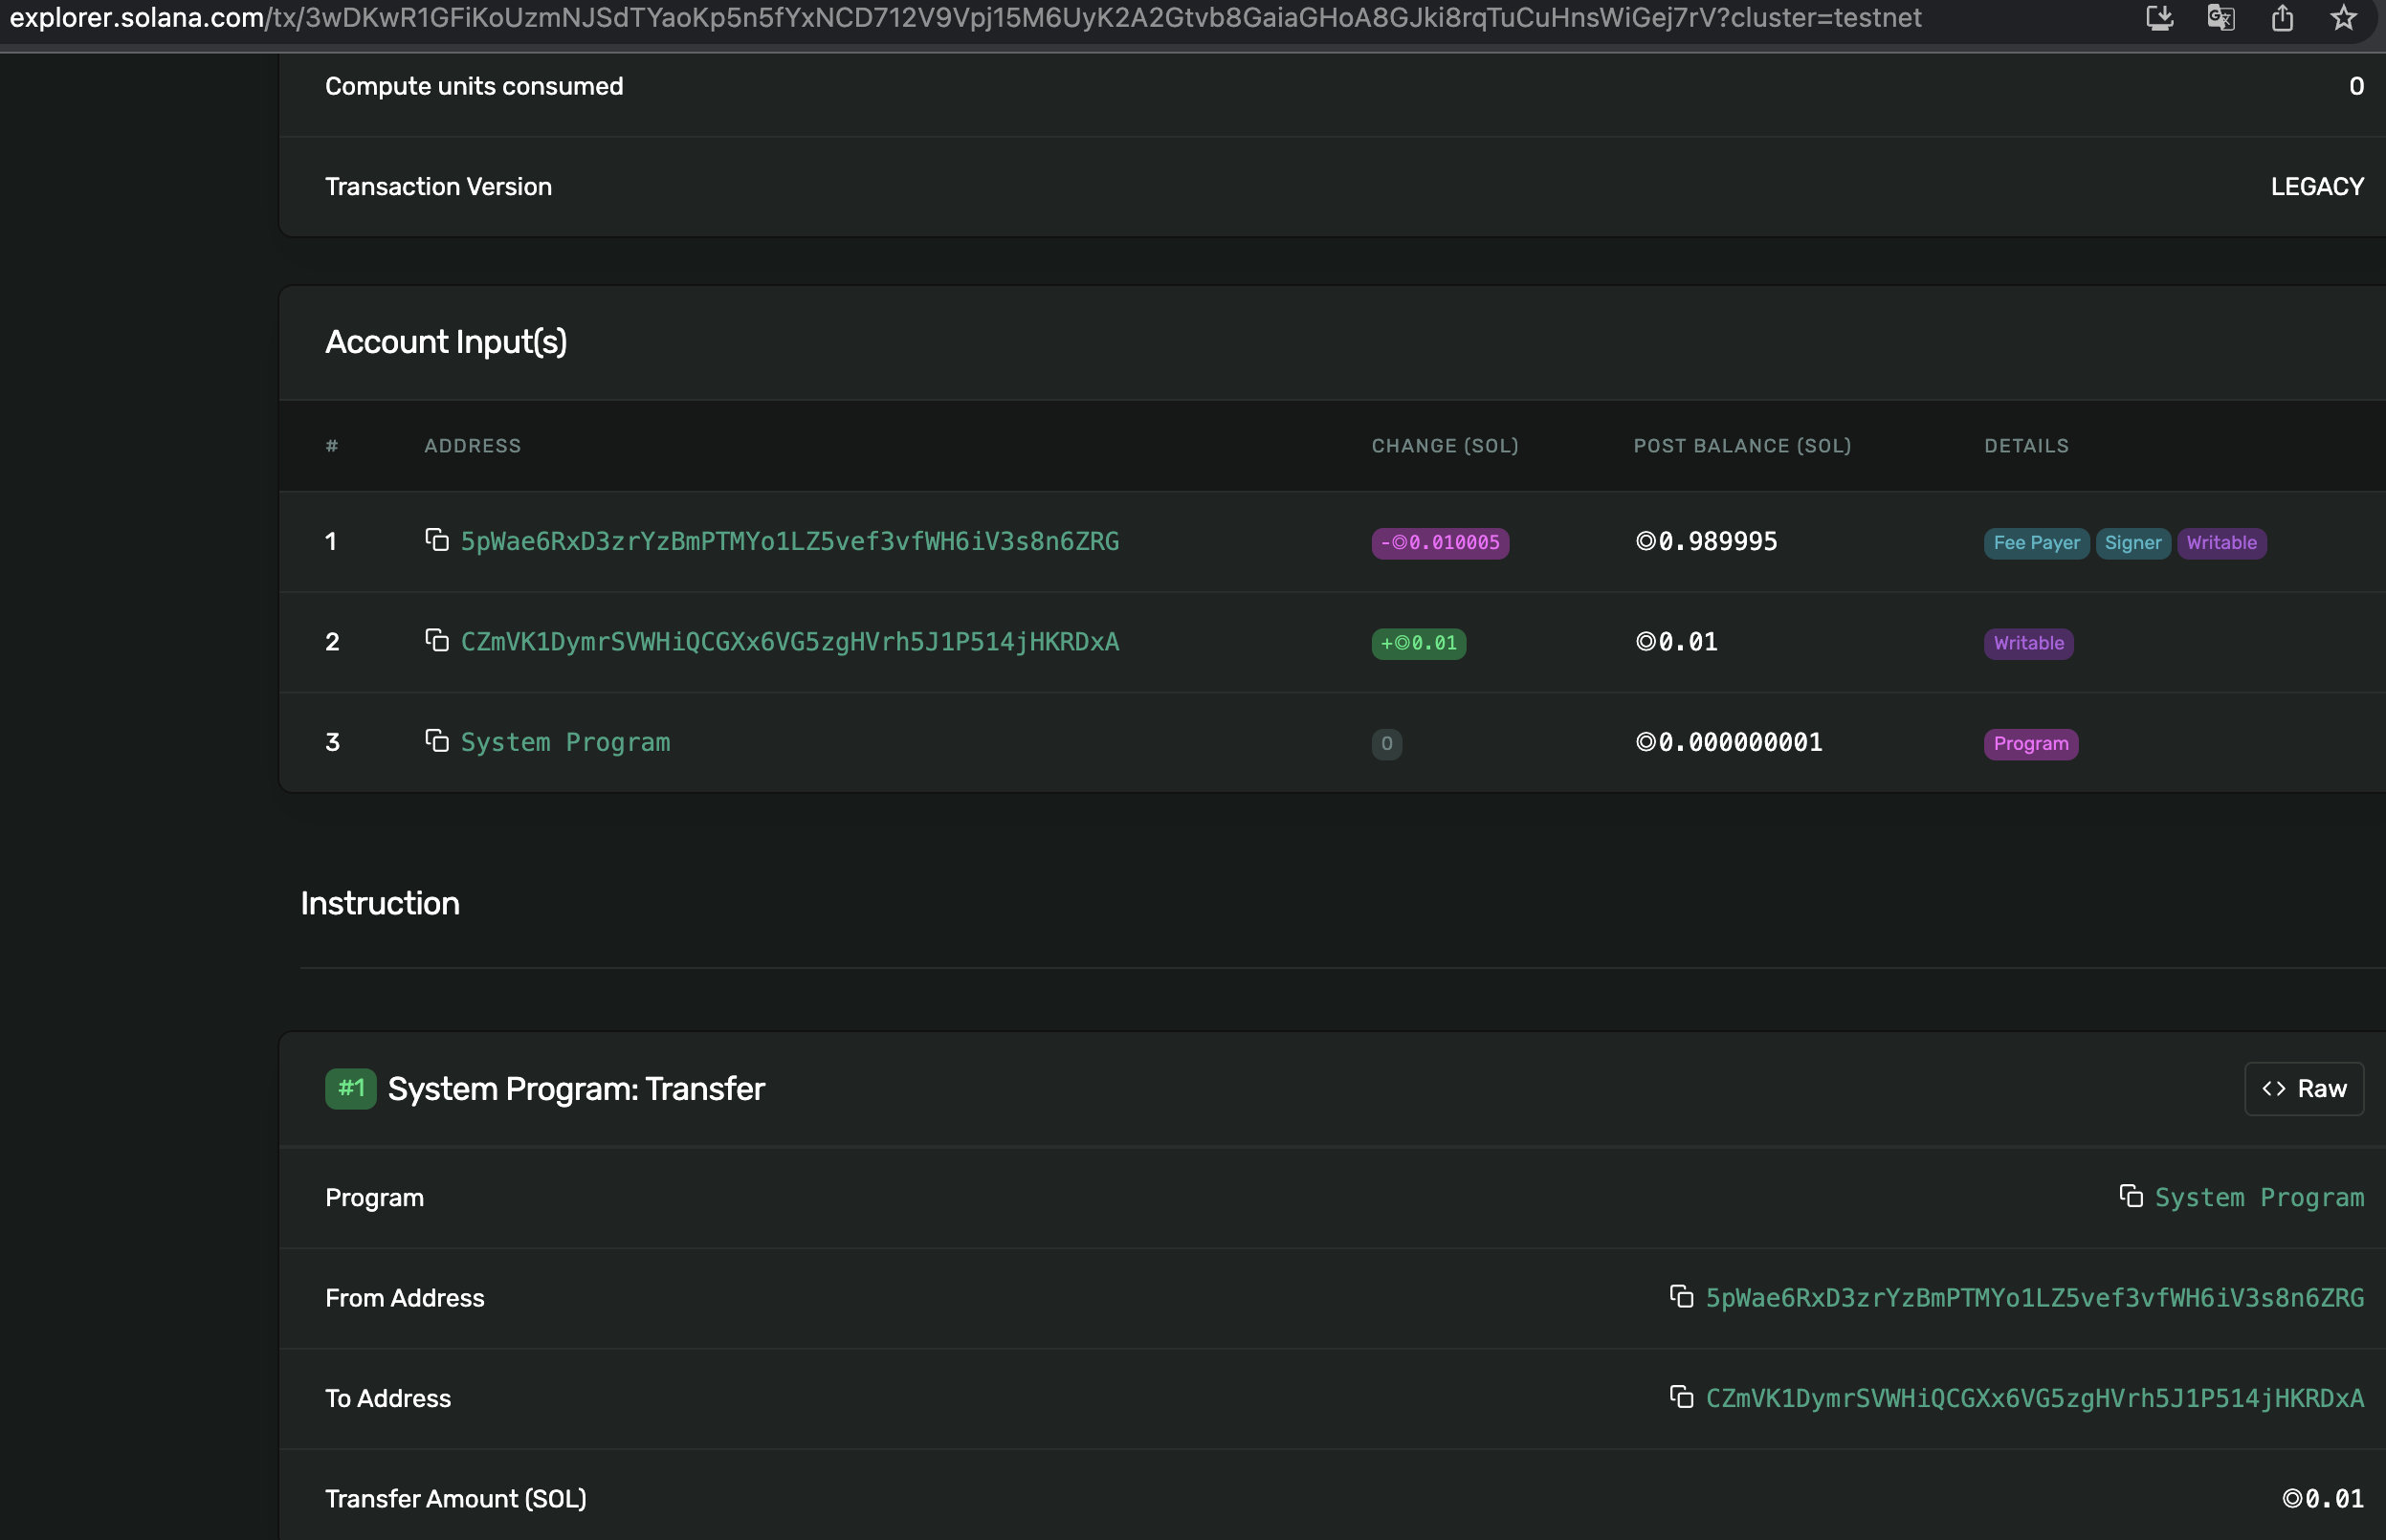 explorer.solana.com/tx/3wDKwR1GFiKoUzmNJSdTYaoKp5n5fYxNCD712V9Vpj15M6UyK2A2Gtvb8GaiaGHoA8GJki8rqTuCuHnsWiGej7rV?cluster=testnet
Compute units consumed 0
Transaction Version LEGACY
Account Input(s)
# ADDRESS CHANGE (SOL) POST BALANCE (SOL) DETAILS
1 5pWae6RxD3zrYzBmPTMYo1LZ5vef3vfWH6iV3s8n6ZRG -◎0.010005 ◎0.989995 Fee Payer Signer Writable
2 CZmVK1DymrSVWHiQCGXx6VG5zgHVrh5J1P514jHKRDxA +◎0.01 ◎0.01 Writable
3 System Program 0 ◎0.000000001 Program
Instruction
#1 System Program: Transfer <> Raw
Program System Program
From Address 5pWae6RxD3zrYzBmPTMYo1LZ5vef3vfWH6iV3s8n6ZRG
To Address CZmVK1DymrSVWHiQCGXx6VG5zgHVrh5J1P514jHKRDxA
Transfer Amount (SOL) ◎0.01